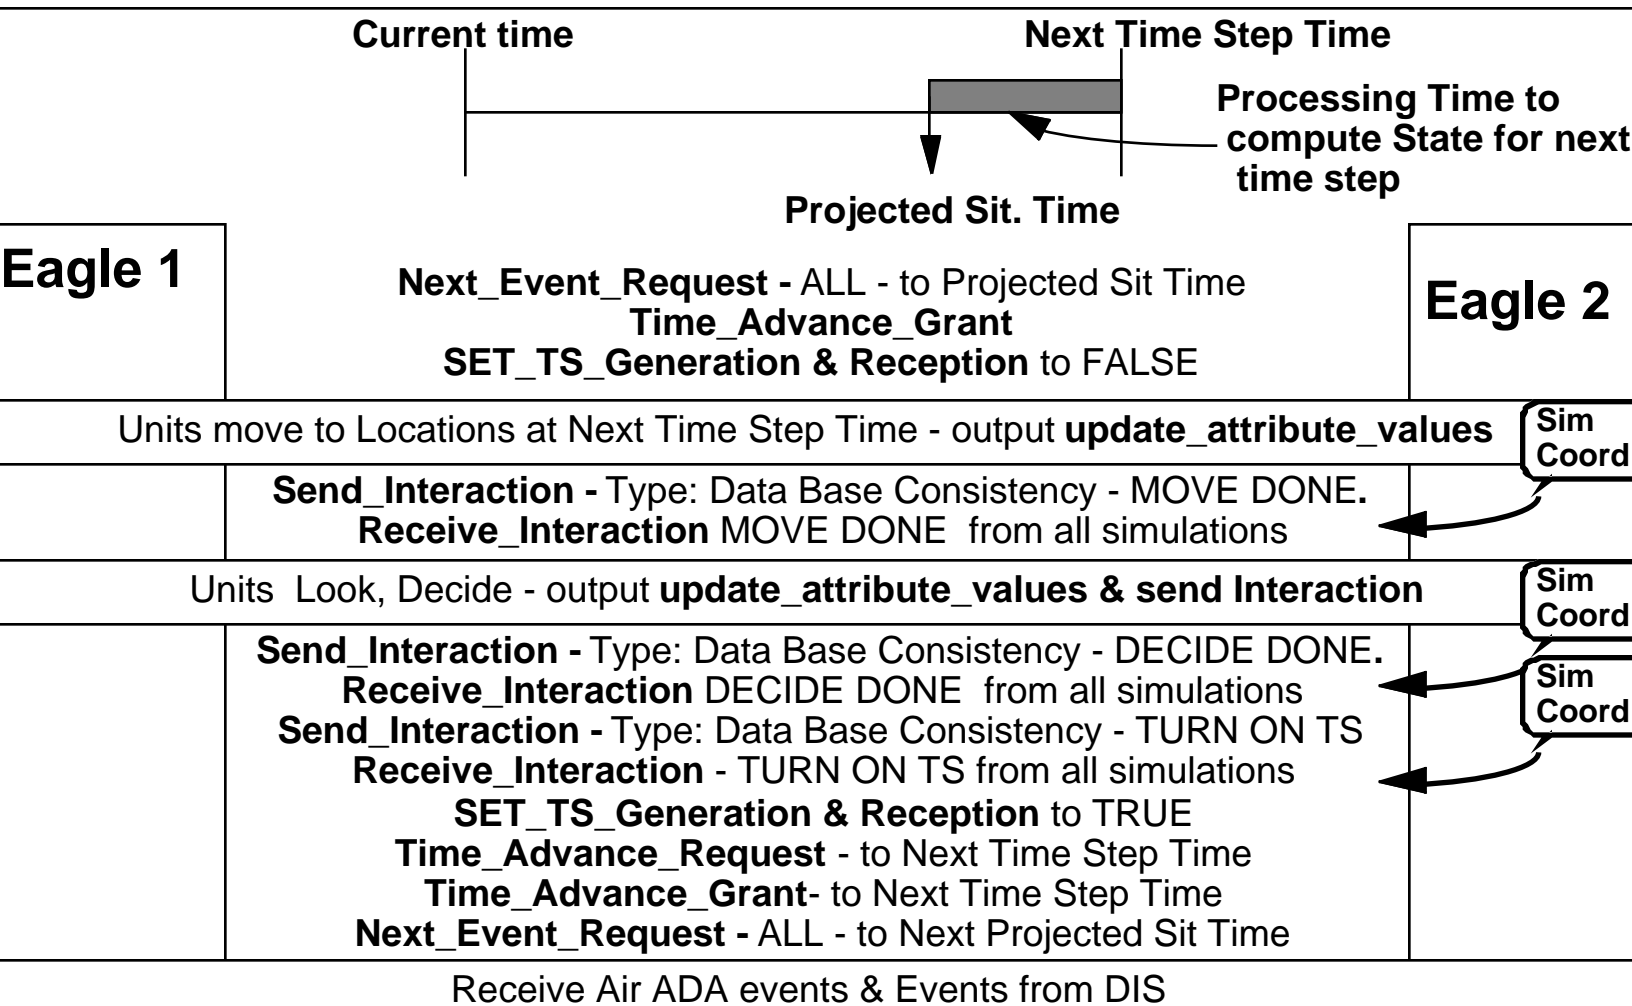 Current time
Next Time Step Time
Processing Time to
compute State for next
time step
Projected Sit. Time
Eagle 1
Eagle 2
Next_Event_Request - ALL - to Projected Sit Time
Time_Advance_Grant
SET_TS_Generation & Reception to FALSE
Units move to Locations at Next Time Step Time - output update_attribute_values
Sim
Coord
Send_Interaction - Type: Data Base Consistency - MOVE DONE.
Receive_Interaction MOVE DONE from all simulations
Units Look, Decide - output update_attribute_values & send Interaction
Sim
Coord
Send_Interaction - Type: Data Base Consistency - DECIDE DONE.
Receive_Interaction DECIDE DONE from all simulations
Sim
Coord
Send_Interaction - Type: Data Base Consistency - TURN ON TS
Receive_Interaction - TURN ON TS from all simulations
SET_TS_Generation & Reception to TRUE
Time_Advance_Request - to Next Time Step Time
Time_Advance_Grant- to Next Time Step Time
Next_Event_Request - ALL - to Next Projected Sit Time
Receive Air ADA events & Events from DIS